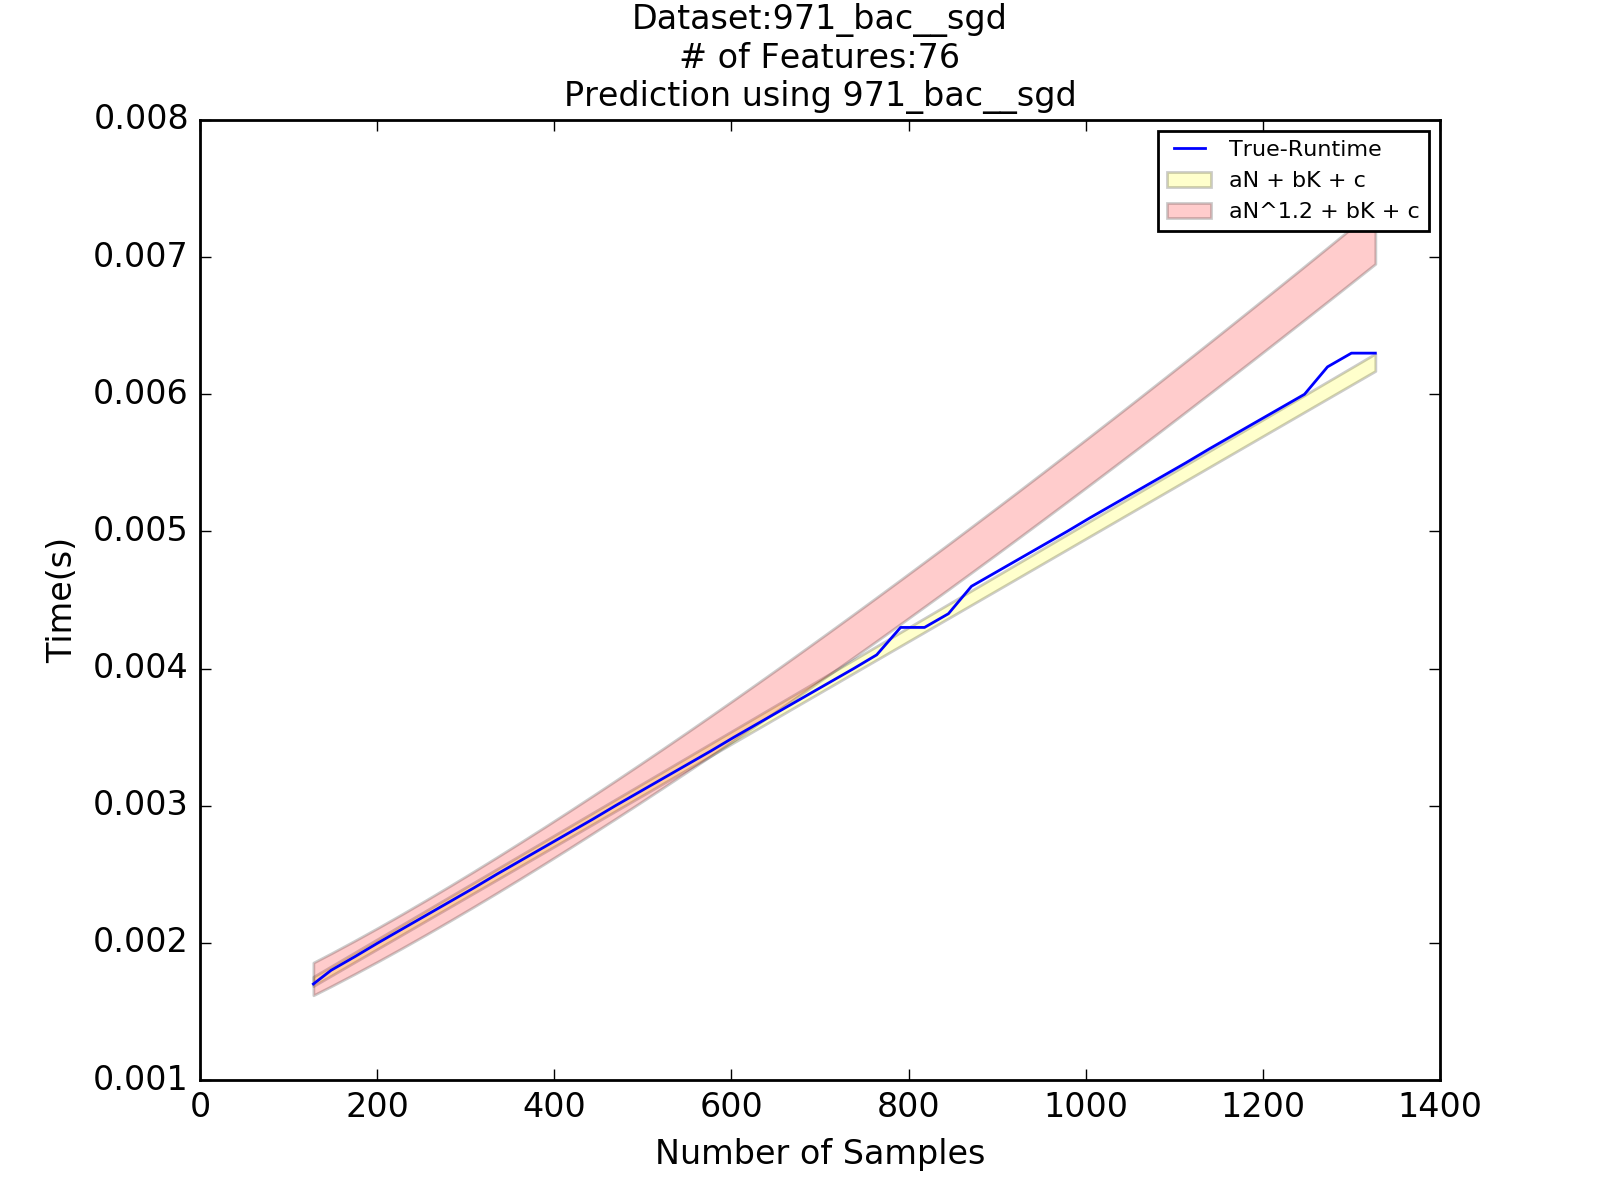 Dataset:971_bac__sgd
# of Features:76
Prediction using 971_bac__sgd
0.008
0.007
0.006
0.005
0.004
0.003
0.002
0.001
Time(s)
True-Runtime
aN + bK + c
aN^1.2 + bK + c
0 200 400 600 800 1000 1200 1400
Number of Samples